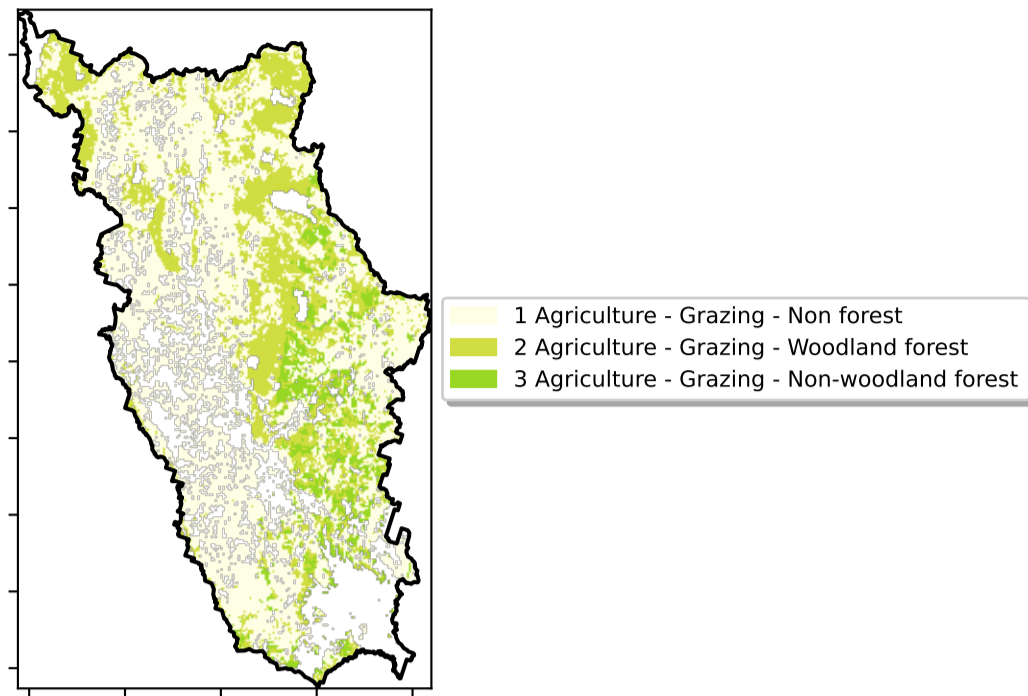 1 Agriculture - Grazing - Non forest
2 Agriculture - Grazing - Woodland forest
3 Agriculture - Grazing - Non-woodland forest